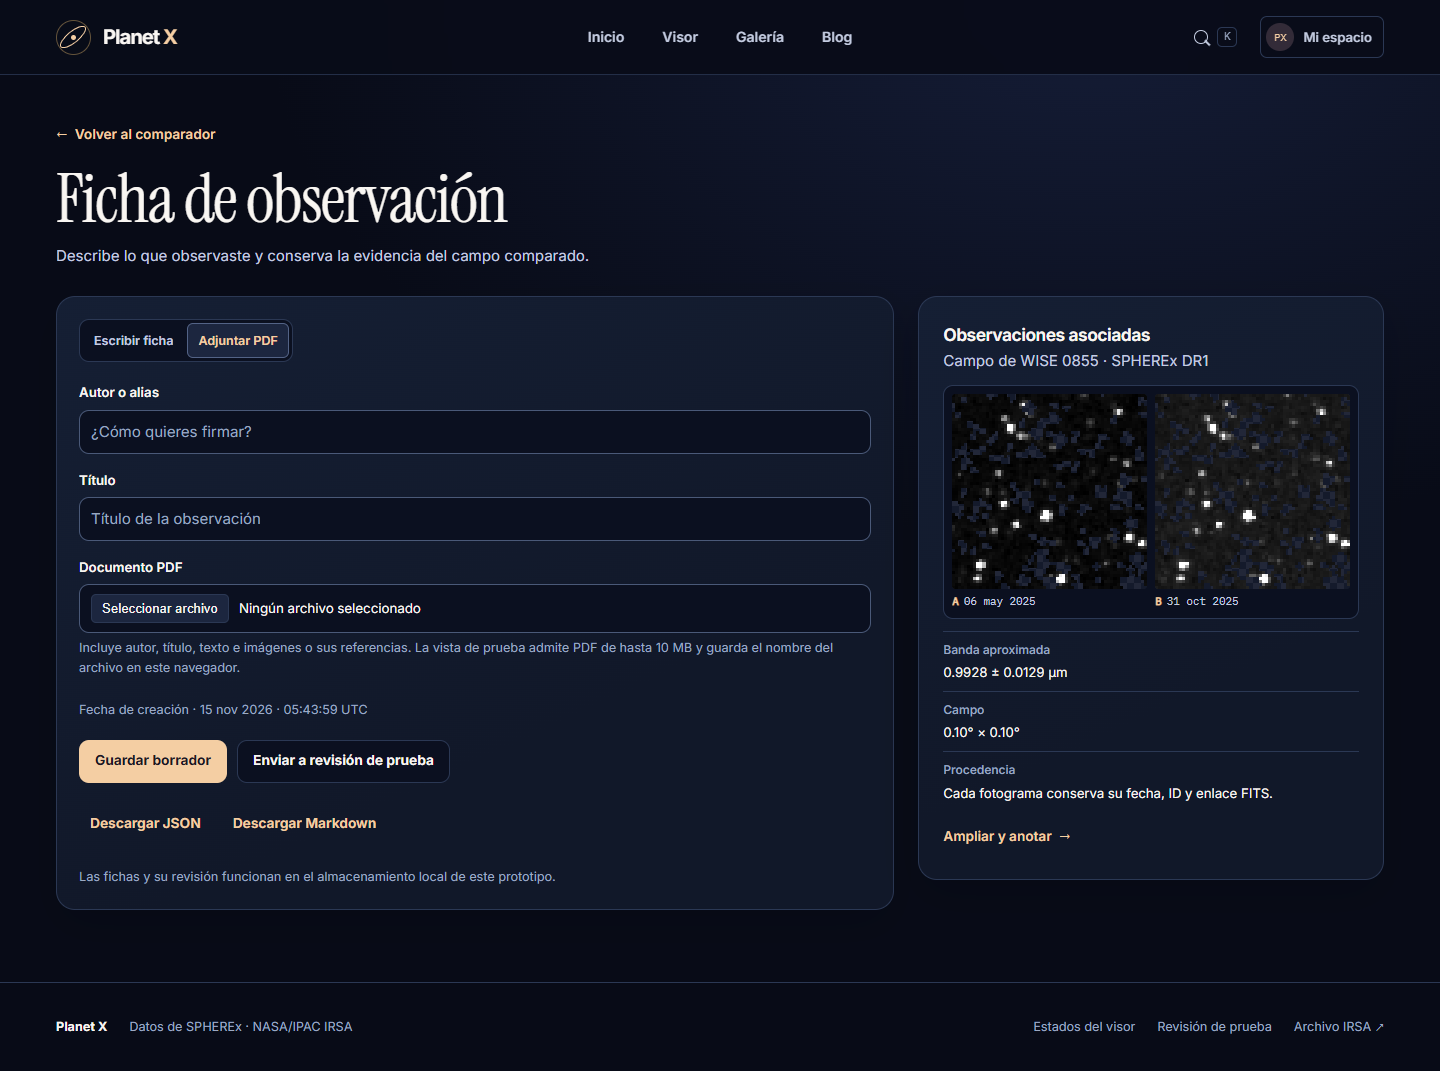 Planet X
Inicio
Visor
Galería
Blog
K
PX
Mi espacio
← Volver al comparador
Ficha de observación
Describe lo que observaste y conserva la evidencia del campo comparado.
Escribir ficha
Adjuntar PDF
Autor o alias
¿Cómo quieres firmar?
Título
Título de la observación
Documento PDF
Seleccionar archivo
Ningún archivo seleccionado
Incluye autor, título, texto e imágenes o sus referencias. La vista de prueba admite PDF de hasta 10 MB y guarda el nombre del
archivo en este navegador.
Fecha de creación · 15 nov 2026 · 05:43:59 UTC
Guardar borrador
Enviar a revisión de prueba
Descargar JSON
Descargar Markdown
Las fichas y su revisión funcionan en el almacenamiento local de este prototipo.
Observaciones asociadas
Campo de WISE 0855 · SPHEREx DR1
A 06 may 2025
B 31 oct 2025
Banda aproximada
0.9928 ± 0.0129 µm
Campo
0.10° × 0.10°
Procedencia
Cada fotograma conserva su fecha, ID y enlace FITS.
Ampliar y anotar →
Planet X
Datos de SPHEREx · NASA/IPAC IRSA
Estados del visor
Revisión de prueba
Archivo IRSA ↗